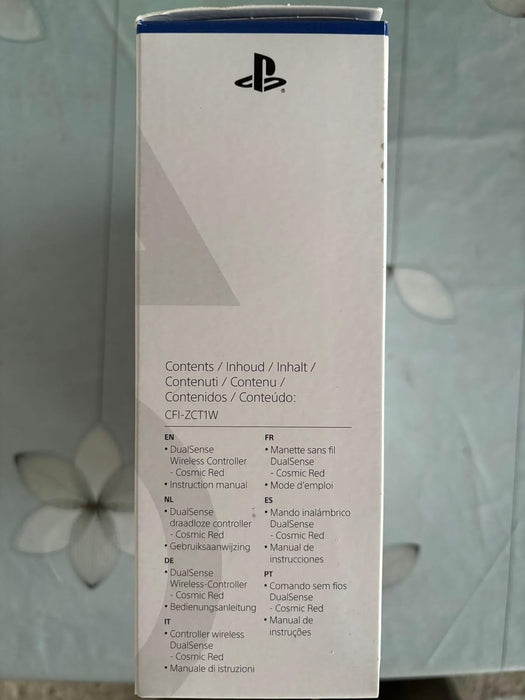 Contents / Inhoud / Inhalt /
Contenuti / Contenu /
Contenidos / Conteúdo:
CFI-ZCT1W
EN
• DualSense
Wireless Controller
- Cosmic Red
• Instruction manual
NL
• DualSense
draadloze controller
- Cosmic Red
• Gebruiksaanwijzing
DE
• DualSense
Wireless-Controller
- Cosmic Red
• Bedienungsanleitung
IT
• Controller wireless
DualSense
- Cosmic Red
• Manuale di istruzioni
FR
• Manette sans fil
DualSense
- Cosmic Red
• Mode d'emploi
ES
• Mando inalámbrico
DualSense
- Cosmic Red
• Manual de
instrucciones
PT
• Comando sem fios
DualSense
- Cosmic Red
• Manual de
instruções